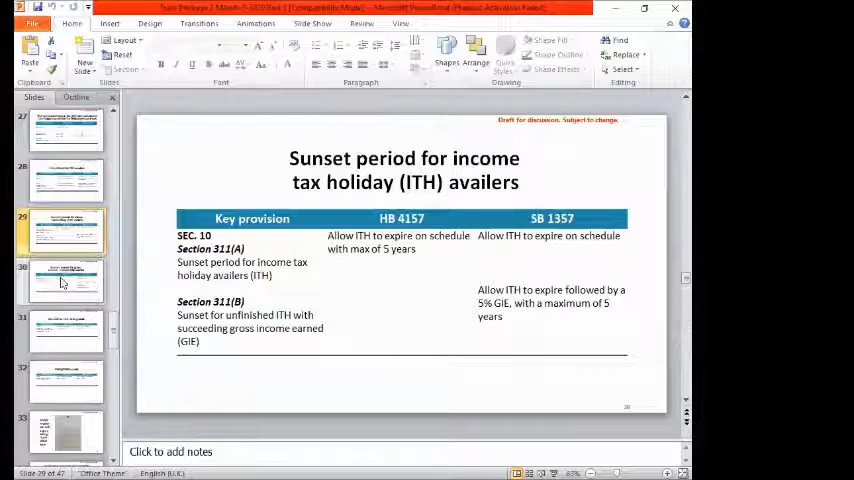 File Home Insert Design Transitions Animations Slide Show Review View
Paste
Clipboard
New
Slide
Layout
Reset
Section
Slides
Font
Paragraph
Shapes Arrange Quick
Styles
Shape Fill
Shape Outline
Shape Effects
Drawing
Find
Replace
Select
Editing
Slides Outline
27
28
29
30
31
32
33
Draft for discussion. Subject to change.
Sunset period for income
tax holiday (ITH) availers
Key provision HB 4157 SB 1357
SEC. 10
Section 311(A)
Sunset period for income tax
holiday availers (ITH)
Allow ITH to expire on schedule
with max of 5 years
Allow ITH to expire on schedule
Section 311(B)
Sunset for unfinished ITH with
succeeding gross income earned
(GIE)
Allow ITH to expire followed by a
5% GIE, with a maximum of 5
years
Click to add notes
Slide 29 of 47 "Office Theme" English (U.K.)
63%